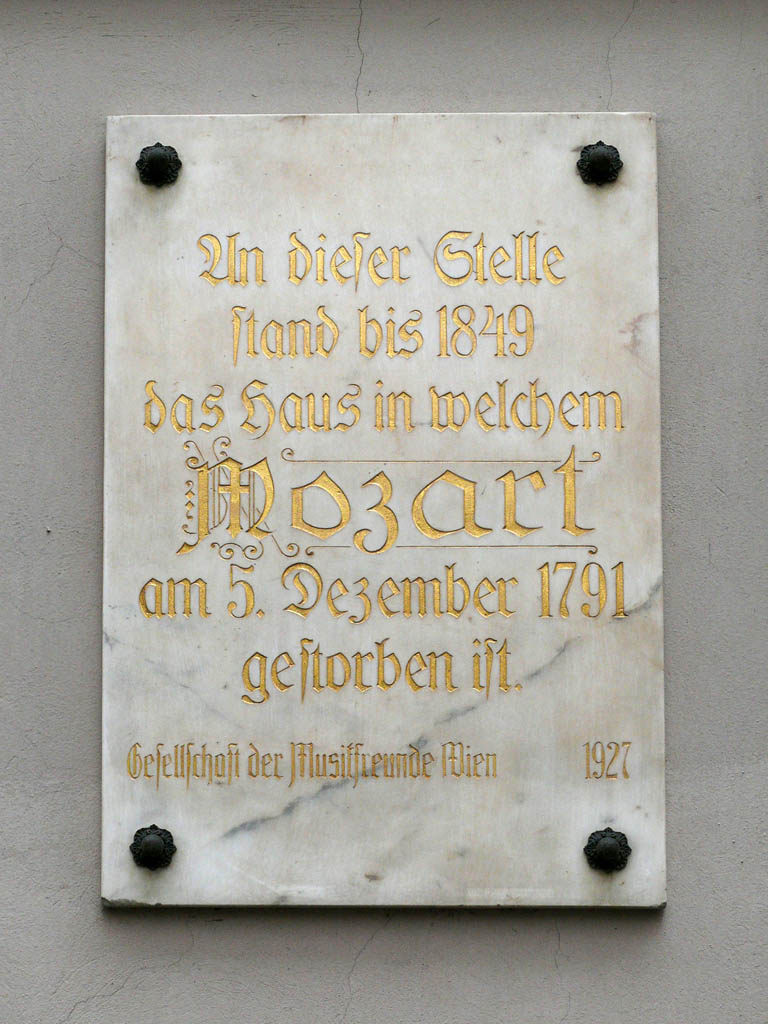 An dieser Stelle
stand bis 1849
das Haus in welchem
Mozart
am 5. Dezember 1791
gestorben ist.
Gesellschaft der Musikfreunde Wien 1927